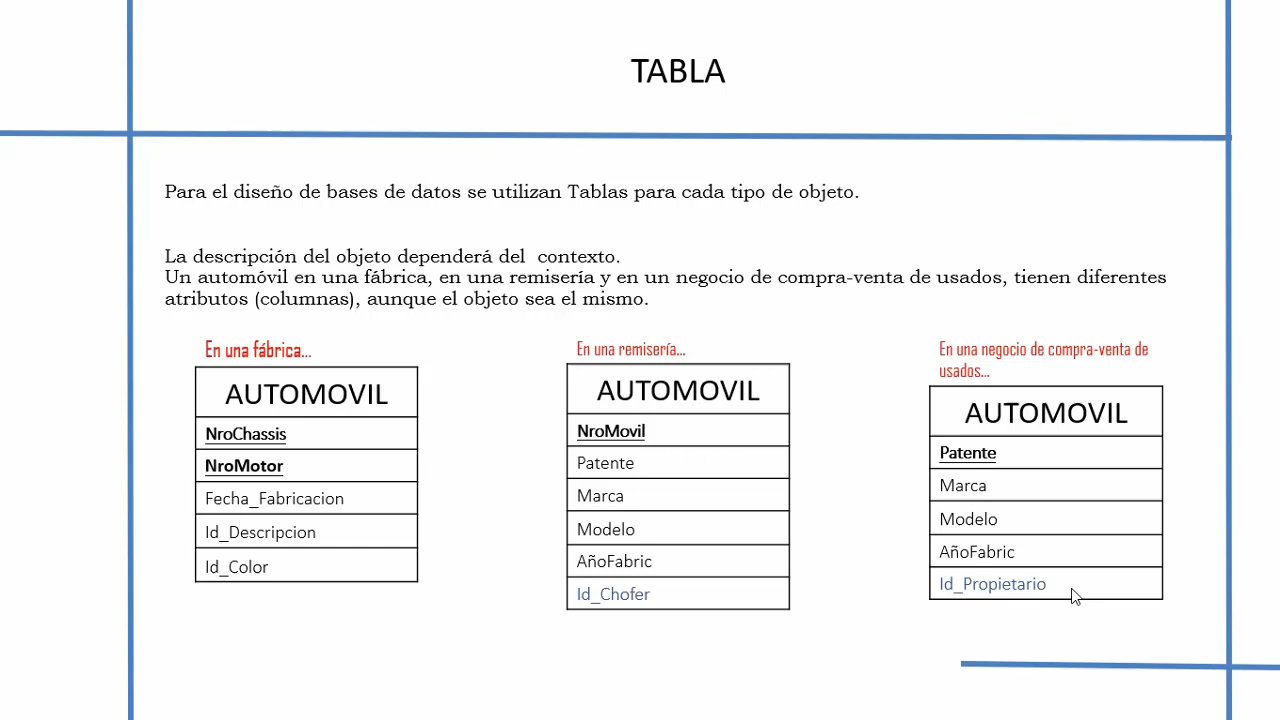 TABLA
Para el diseño de bases de datos se utilizan Tablas para cada tipo de objeto.
La descripción del objeto dependerá del contexto.
Un automóvil en una fábrica, en una remisería y en un negocio de compra-venta de usados, tienen diferentes
atributos (columnas), aunque el objeto sea el mismo.
En una fábrica...
AUTOMOVIL
NroChassis
NroMotor
Fecha_Fabricacion
Id_Descripcion
Id_Color
En una remisería...
AUTOMOVIL
NroMovil
Patente
Marca
Modelo
AñoFabric
Id_Chofer
En una negocio de compra-venta de
usados...
AUTOMOVIL
Patente
Marca
Modelo
AñoFabric
Id_Propietario